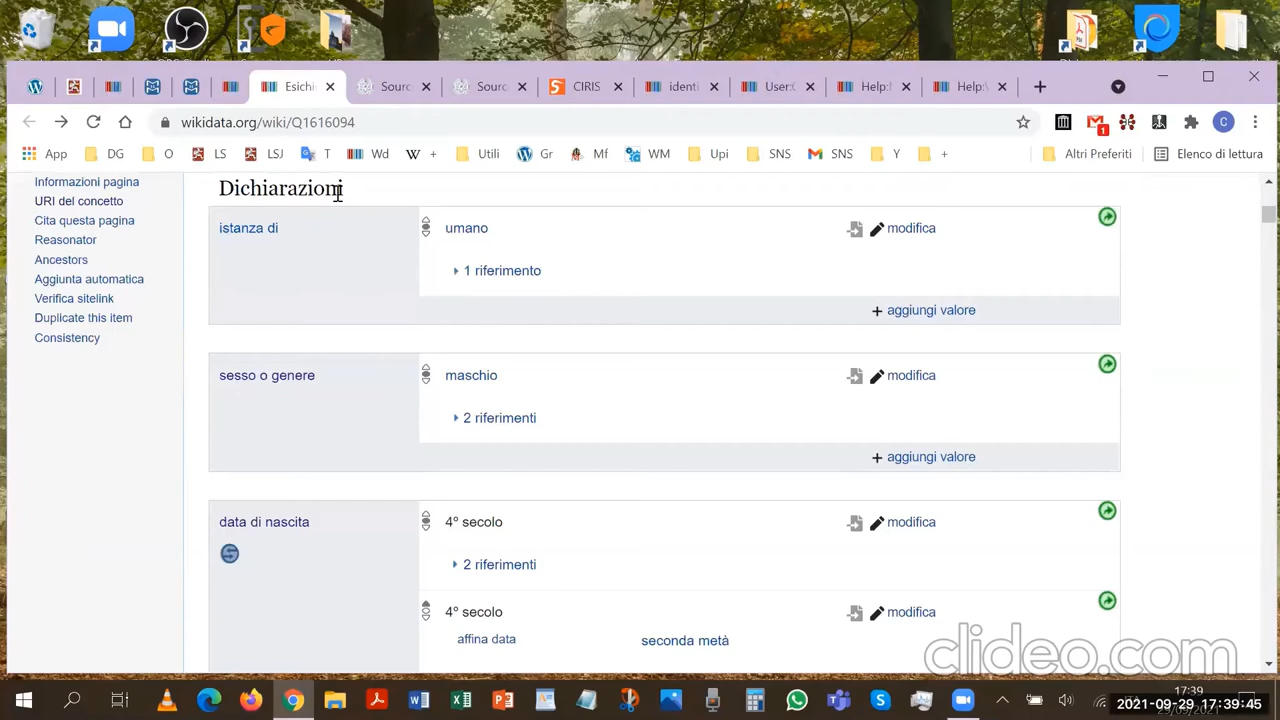 Esichi
Sourc
Sourc
CIRIS
identi
User:C
Help:
Help:V
wikidata.org/wiki/Q1616094
1
C
App
DG
O
LS
LSJ
T
Wd
+
Utili
Gr
Mf
WM
Upi
SNS
SNS
Y
+
Altri Preferiti
Elenco di lettura
Informazioni pagina
URI del concetto
Cita questa pagina
Reasonator
Ancestors
Aggiunta automatica
Verifica sitelink
Duplicate this item
Consistency
Dichiarazioni
istanza di
umano
modifica
1 riferimento
+ aggiungi valore
sesso o genere
maschio
modifica
2 riferimenti
+ aggiungi valore
data di nascita
4º secolo
modifica
2 riferimenti
4º secolo
modifica
affina data
seconda metà
clideo.com
17:39
2021-09-29 17:39:45